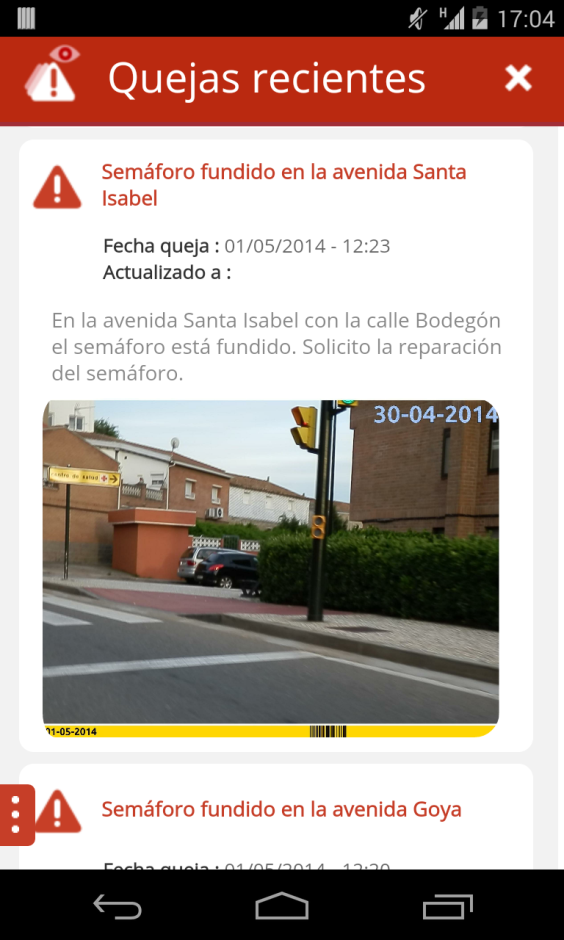 H 17:04
Quejas recientes
Semáforo fundido en la avenida Santa
Isabel
Fecha queja : 01/05/2014 - 12:23
Actualizado a :
En la avenida Santa Isabel con la calle Bodegón
el semáforo está fundido. Solicito la reparación
del semáforo.
30-04-2014
centro de salud
01-05-2014
Semáforo fundido en la avenida Goya
Fecha queja : 01/05/2014 - 12:20